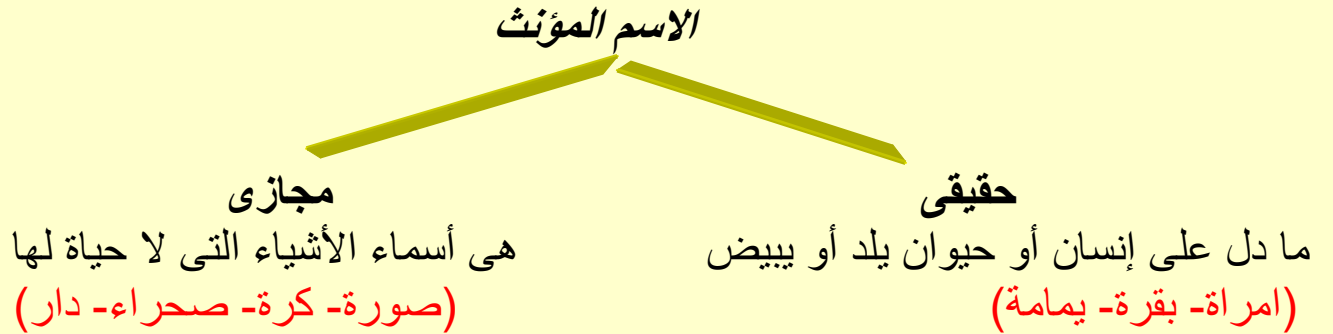 الاسم المؤنث
حقيقى
مجازى
ما دل على إنسان أو حيوان يلد أو يبيض
هى أسماء الأشياء التى لا حياة لها
(امراة- بقرة- يمامة)
(صورة- كرة- صحراء- دار)